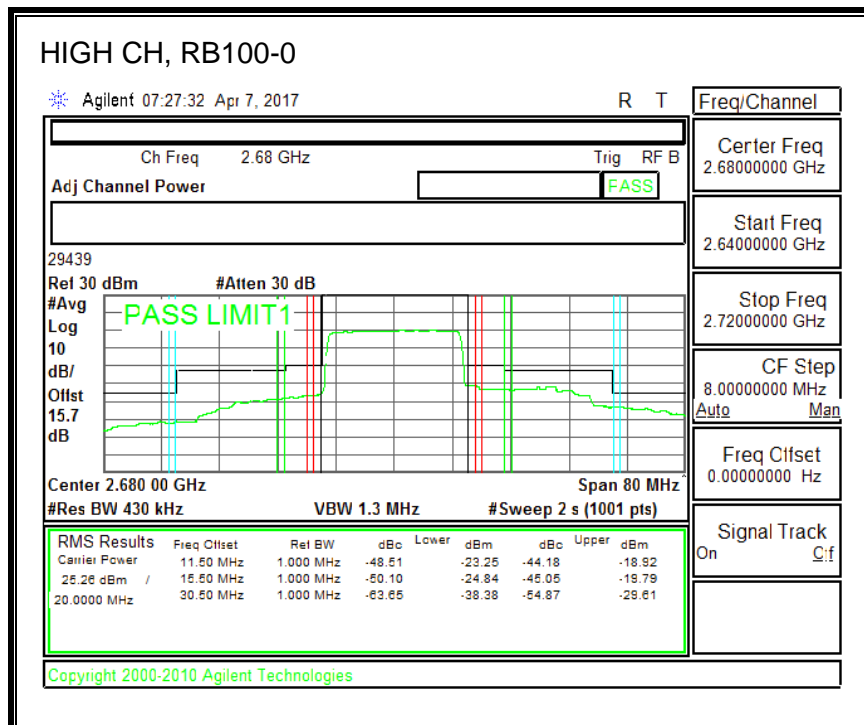 HIGH CH, RB100-0
Agilent 07:27:32 Apr 7, 2017 R T
Freq/Channel
Ch Freq 2.68 GHz Trig RF B
Adj Channel Power PASS
Center Freq
2.68000000 GHz
Start Freq
2.64000000 GHz
29439
Ref 30 dBm #Atten 30 dB
#Avg
Log
10
dB/
Offst
15.7
dB
PASS LIMIT1
Stop Freq
2.72000000 GHz
CF Step
8.00000000 MHz
Auto Man
Freq Offset
0.00000000 Hz
Center 2.680 00 GHz Span 80 MHz
#Res BW 430 kHz VBW 1.3 MHz #Sweep 2 s (1001 pts)
Signal Track
On Off
RMS Results Freq Offset Ref BW dBc Lower dBm dBc Upper dBm
Carrier Power 11.50 MHz 1.000 MHz -48.51 -23.25 -44.18 -18.92
25.26 dBm / 15.50 MHz 1.000 MHz -50.10 -24.84 -45.05 -19.79
20.0000 MHz 30.50 MHz 1.000 MHz -63.65 -38.38 -54.87 -29.61
Copyright 2000-2010 Agilent Technologies